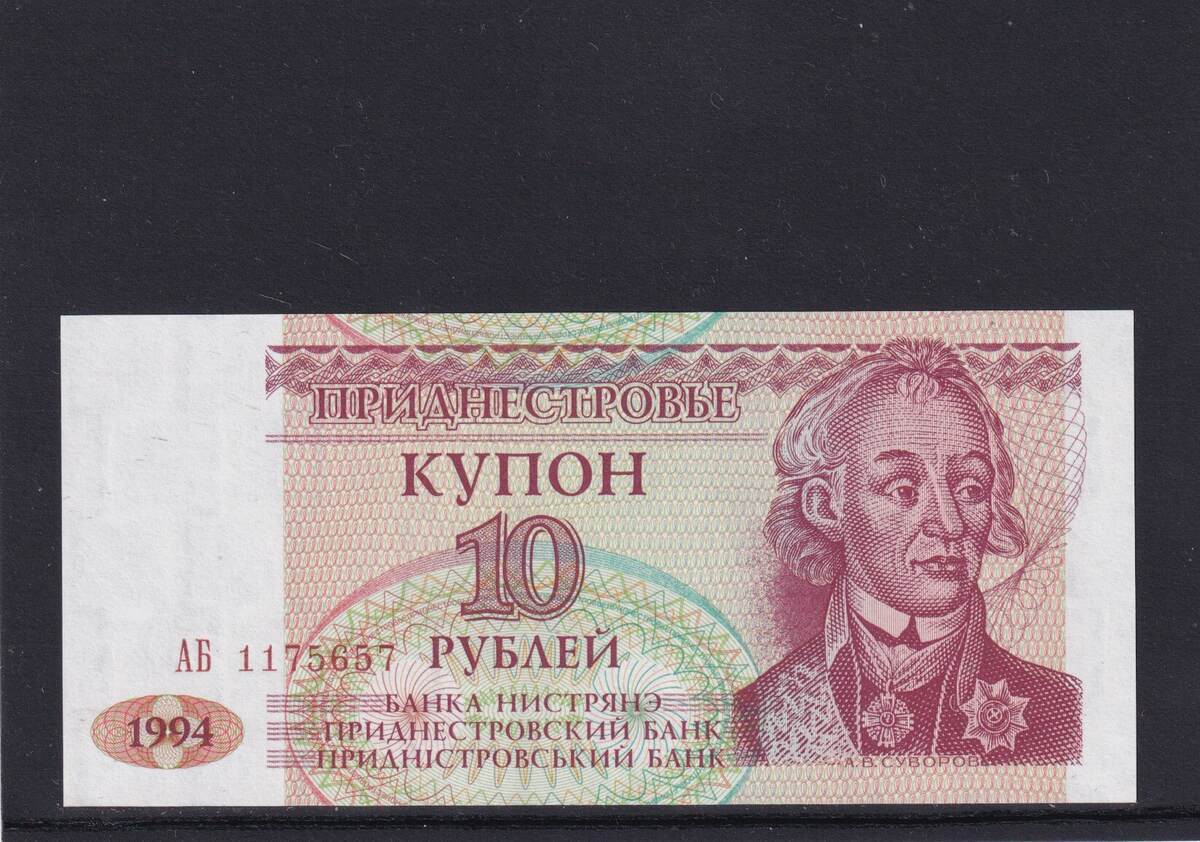 ПРИДНЕСТРОВЬЕ
КУПОН
10
РУБЛЕЙ
АБ 1175657
БАНКА НИСТРЯНЭ
ПРИДНЕСТРОВСКИЙ БАНК
ПРИДНІСТРОВСЬКИЙ БАНК
1994
А.В.СУВОРОВ